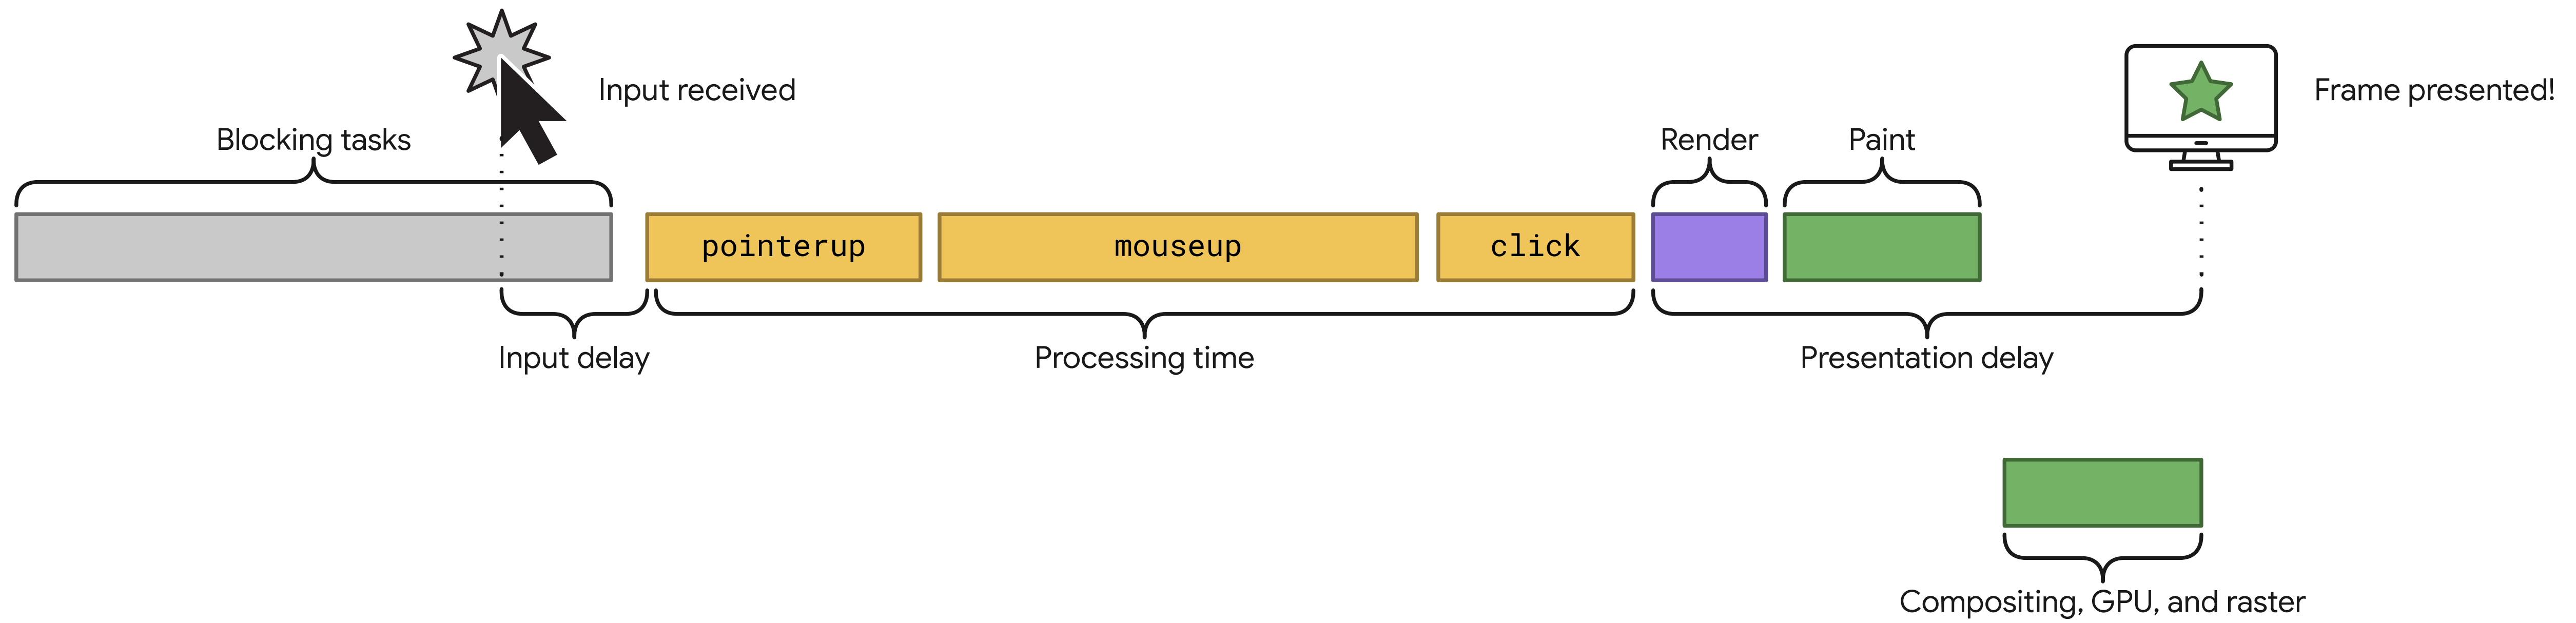 Input received
Frame presented!
Blocking tasks
Render
Paint
pointerup
mouseup
click
Input delay
Processing time
Presentation delay
Compositing, GPU, and raster